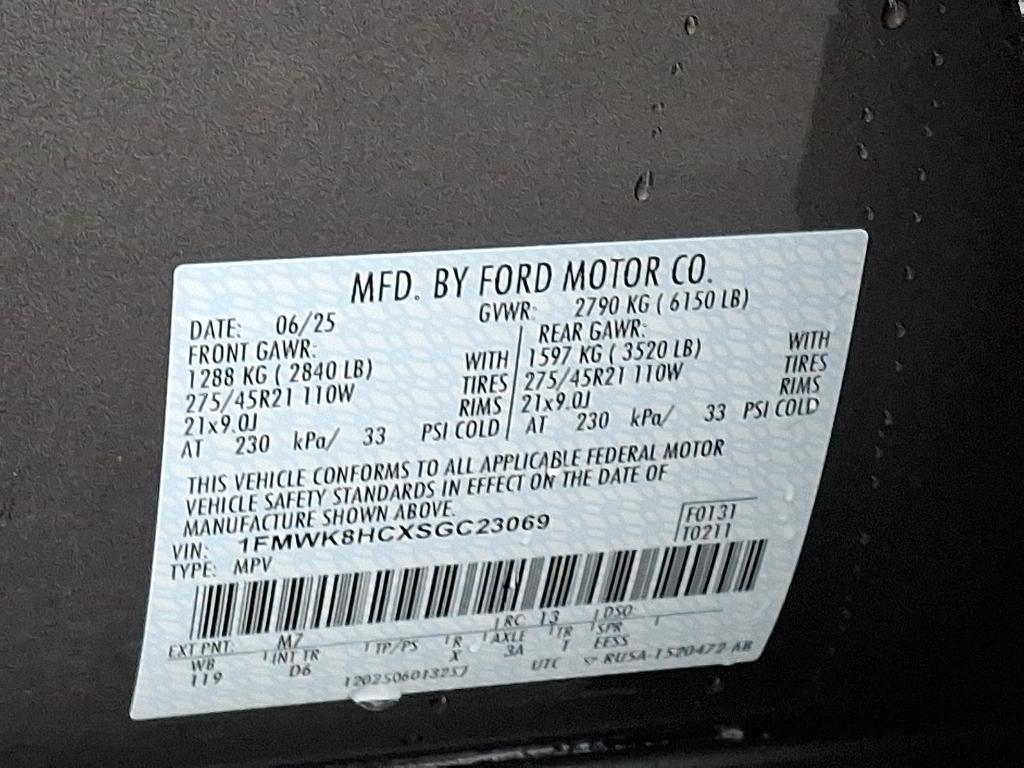 MFD. BY FORD MOTOR CO.
DATE: 06/25 GVWR: 2790 KG ( 6150 LB)
FRONT GAWR: REAR GAWR:
1288 KG ( 2840 LB) WITH 1597 KG ( 3520 LB) WITH
275/45R21 110W TIRES 275/45R21 110W TIRES
21x9.0J RIMS 21x9.0J RIMS
AT 230 kPa/ 33 PSI COLD AT 230 kPa/ 33 PSI COLD
THIS VEHICLE CONFORMS TO ALL APPLICABLE FEDERAL MOTOR
VEHICLE SAFETY STANDARDS IN EFFECT ON THE DATE OF
MANUFACTURE SHOWN ABOVE.
VIN: 1FMWK8HCXSGC23069 F0131
TYPE: MPV T0211
EXT PNT: M7 RC: 13 DSO:
WB INT TR TP/PS R AXLE TR SPR
119 D6 X 3A 1 EESS
1202506013257 UTC ▽ RUSA-1520472-AB